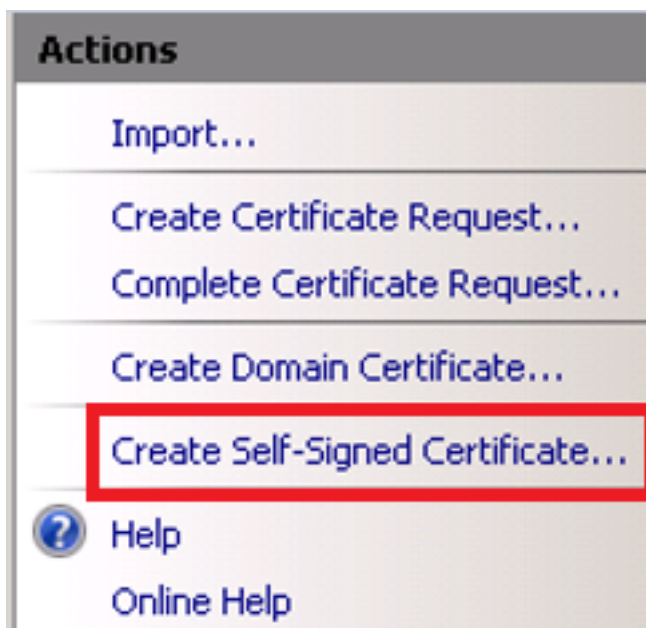 Actions
Import...
Create Certificate Request...
Complete Certificate Request...
Create Domain Certificate...
Create Self-Signed Certificate...
? Help
Online Help